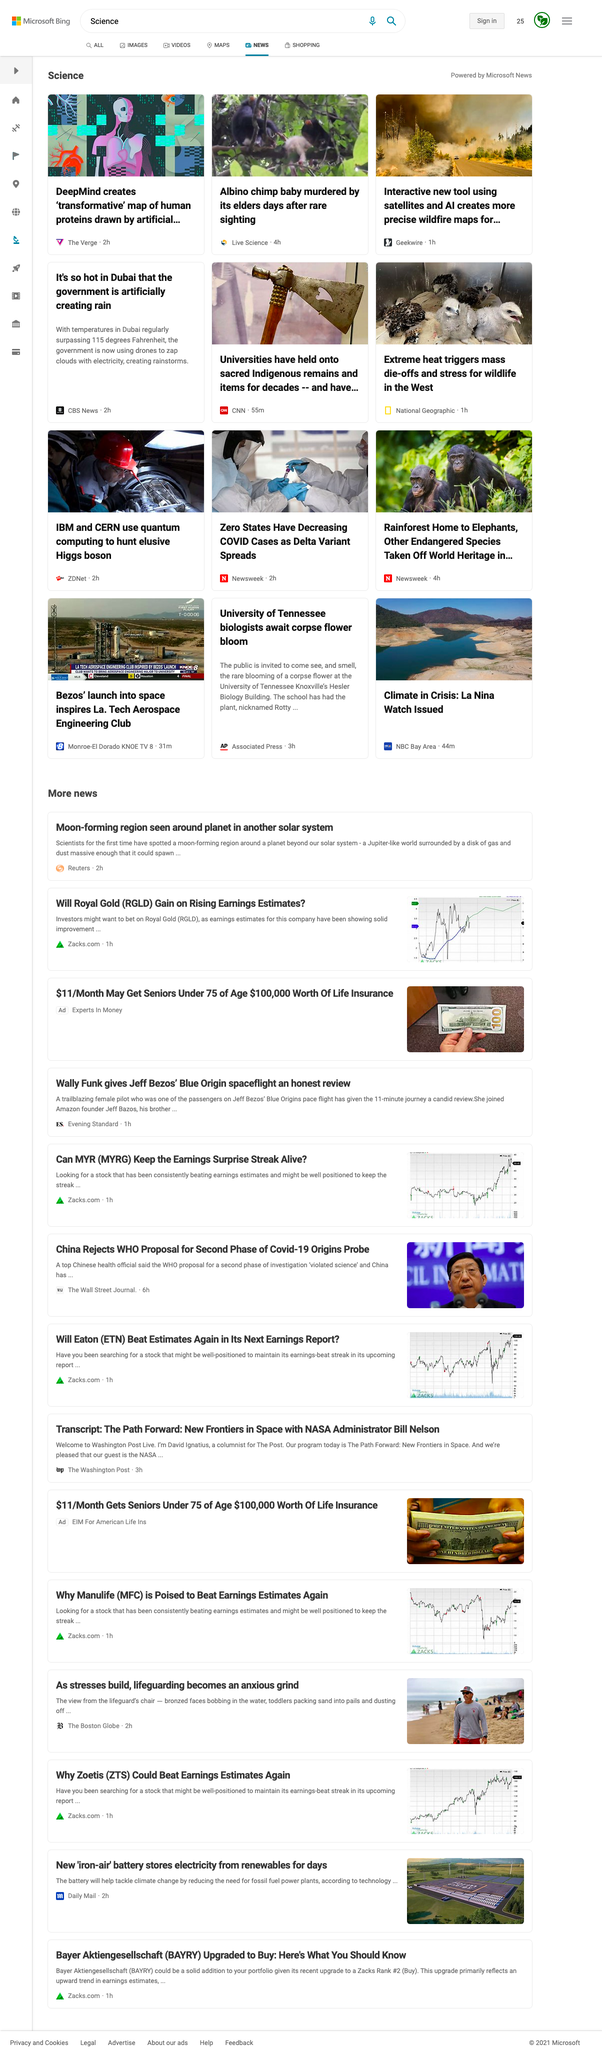 Microsoft Bing
Science
Sign in
25
ALL
IMAGES
VIDEOS
MAPS
NEWS
SHOPPING
Science
Powered by Microsoft News
DeepMind creates
‘transformative’ map of human
proteins drawn by artificial...
The Verge · 2h
Albino chimp baby murdered by
its elders days after rare
sighting
Live Science · 4h
Interactive new tool using
satellites and AI creates more
precise wildfire maps for...
Geekwire · 1h
It's so hot in Dubai that the
government is artificially
creating rain
With temperatures in Dubai regularly
surpassing 115 degrees Fahrenheit, the
government is now using drones to zap
clouds with electricity, creating rainstorms.
CBS News · 2h
Universities have held onto
sacred Indigenous remains and
items for decades -- and have...
CNN · 55m
Extreme heat triggers mass
die-offs and stress for wildlife
in the West
National Geographic · 1h
IBM and CERN use quantum
computing to hunt elusive
Higgs boson
ZDNet · 2h
Zero States Have Decreasing
COVID Cases as Delta Variant
Spreads
Newsweek · 2h
Rainforest Home to Elephants,
Other Endangered Species
Taken Off World Heritage in...
Newsweek · 4h
LA TECH AEROSPACE ENGINEERING CLUB INSPIRED BY BEZOS' LAUNCH
Bezos’ launch into space
inspires La. Tech Aerospace
Engineering Club
Monroe-El Dorado KNOE TV 8 · 31m
University of Tennessee
biologists await corpse flower
bloom
The public is invited to come see, and smell,
the rare blooming of a corpse flower at the
University of Tennessee Knoxville's Hesler
Biology Building. The school has had the
plant, nicknamed Rotty ...
AP Associated Press · 3h
Climate in Crisis: La Nina
Watch Issued
NBC Bay Area · 44m
More news
Moon-forming region seen around planet in another solar system
Scientists for the first time have spotted a moon-forming region around a planet beyond our solar system - a Jupiter-like world surrounded by a disk of gas and
dust massive enough that it could spawn ...
Reuters · 2h
Will Royal Gold (RGLD) Gain on Rising Earnings Estimates?
Investors might want to bet on Royal Gold (RGLD), as earnings estimates for this company have been showing solid
improvement ...
Zacks.com · 1h
$11/Month May Get Seniors Under 75 of Age $100,000 Worth Of Life Insurance
Ad Experts In Money
Wally Funk gives Jeff Bezos’ Blue Origin spaceflight an honest review
A trailblazing female pilot who was one of the passengers on Jeff Bezos’ Blue Origins pace flight has given the 11-minute journey a candid review.She joined
Amazon founder Jeff Bazos, his brother ...
ES. Evening Standard · 1h
Can MYR (MYRG) Keep the Earnings Surprise Streak Alive?
Looking for a stock that has been consistently beating earnings estimates and might be well positioned to keep the
streak ...
Zacks.com · 1h
ZACKS
China Rejects WHO Proposal for Second Phase of Covid-19 Origins Probe
A top Chinese health official said the WHO proposal for a second phase of investigation ‘violated science’ and China
has ...
WSJ The Wall Street Journal. · 6h
CIL INFORMATI
Will Eaton (ETN) Beat Estimates Again in Its Next Earnings Report?
Have you been searching for a stock that might be well-positioned to maintain its earnings-beat streak in its upcoming
report ...
Zacks.com · 1h
ZACKS
Transcript: The Path Forward: New Frontiers in Space with NASA Administrator Bill Nelson
Welcome to Washington Post Live. I'm David Ignatius, a columnist for The Post. Our program today is The Path Forward: New Frontiers in Space. And we're
pleased that our guest is the NASA ...
wp The Washington Post · 3h
$11/Month Gets Seniors Under 75 of Age $100,000 Worth Of Life Insurance
Ad EIM For American Life Ins
Why Manulife (MFC) is Poised to Beat Earnings Estimates Again
Looking for a stock that has been consistently beating earnings estimates and might be well positioned to keep the
streak ...
Zacks.com · 1h
ZACKS
As stresses build, lifeguarding becomes an anxious grind
The view from the lifeguard's chair — bronzed faces bobbing in the water, toddlers packing sand into pails and dusting
off ...
B The Boston Globe · 2h
Why Zoetis (ZTS) Could Beat Earnings Estimates Again
Have you been searching for a stock that might be well-positioned to maintain its earnings-beat streak in its upcoming
report ...
Zacks.com · 1h
ZACKS
New 'iron-air' battery stores electricity from renewables for days
The battery will help tackle climate change by reducing the need for fossil fuel power plants, according to technology ...
Daily Mail · 2h
Bayer Aktiengesellschaft (BAYRY) Upgraded to Buy: Here's What You Should Know
Bayer Aktiengesellschaft (BAYRY) could be a solid addition to your portfolio given its recent upgrade to a Zacks Rank #2 (Buy). This upgrade primarily reflects an
upward trend in earnings estimates, ...
Zacks.com · 1h
Privacy and Cookies
Legal
Advertise
About our ads
Help
Feedback
© 2021 Microsoft